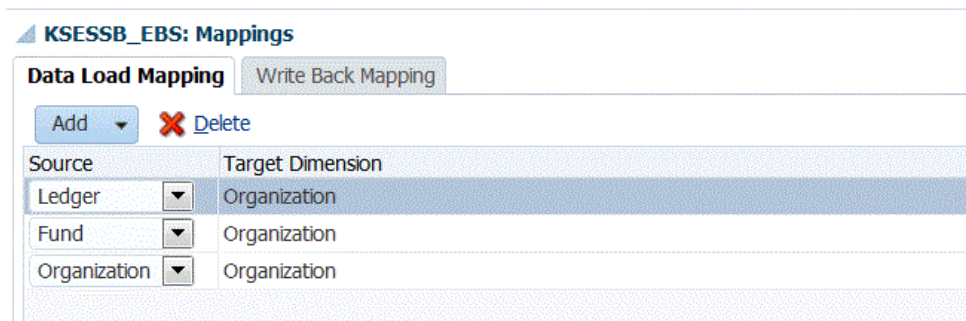 KSESSB_EBS: Mappings
Data Load Mapping Write Back Mapping
Add Delete
Source Target Dimension
Ledger Organization
Fund Organization
Organization Organization